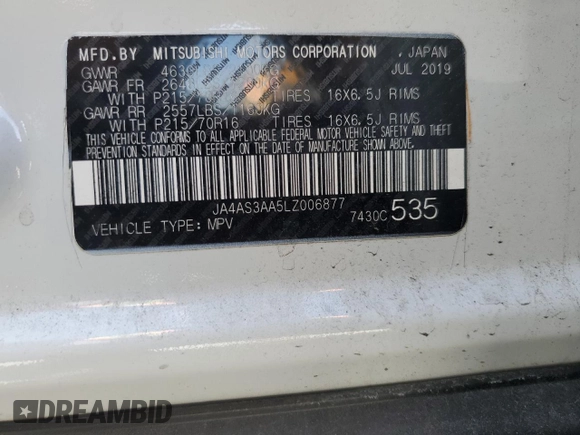 MFD.BY MITSUBISHI MOTORS CORPORATION , JAPAN
GVWR JUL 2019
GAWR FR
WITH TIRES 16X6.5J RIMS
GAWR RR 2557LBS
WITH P215/70R16 TIRES 16X6.5J RIMS
THIS VEHICLE CONFORMS TO ALL APPLICABLE FEDERAL MOTOR VEHICLE SAFETY AND THEFT
PREVENTION STANDARDS IN EFFECT ON THE DATE OF MANUFACTURE SHOWN ABOVE.
JA4AS3AA5LZ006877
VEHICLE TYPE: MPV 7430C 535
DREAMBID